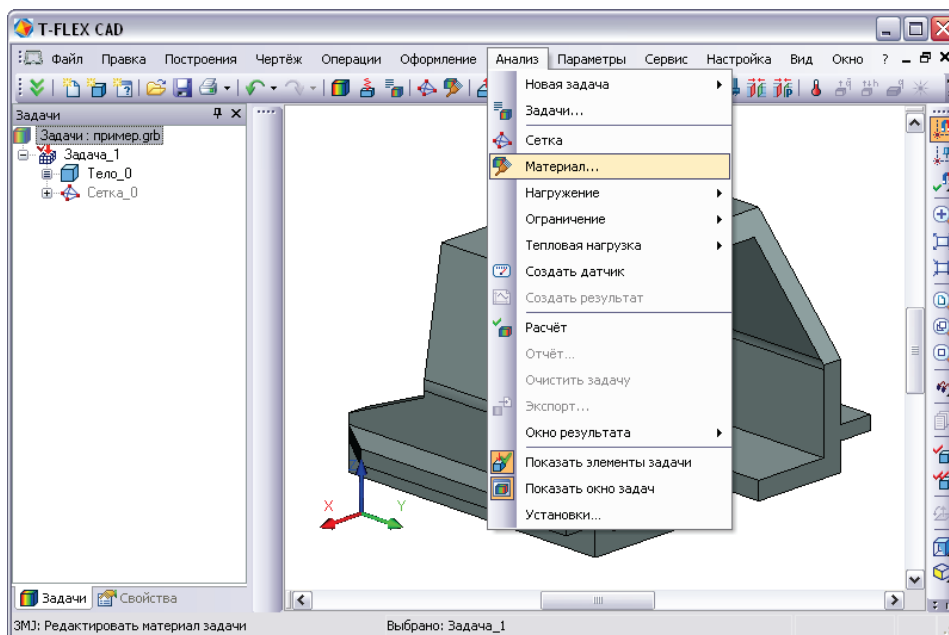 T-FLEX CAD
Файл Правка Построения Чертёж Операции Оформление Анализ Параметры Сервис Настройка Вид Окно ?
Задачи
Задачи : пример.grb
Задача_1
Тело_0
Сетка_0
Новая задача
Задачи...
Сетка
Материал...
Нагружение
Ограничение
Тепловая нагрузка
Создать датчик
Создать результат
Расчёт
Отчёт...
Очистить задачу
Экспорт...
Окно результата
Показать элементы задачи
Показать окно задач
Установки...
X
Y
Задачи Свойства
3MJ: Редактировать материал задачи Выбрано: Задача_1